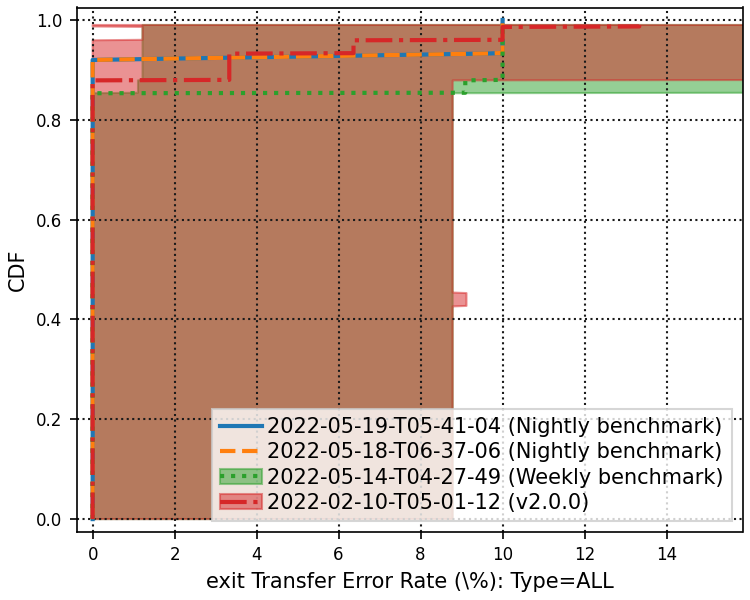 1.0
0.8
0.6
0.4
0.2
0.0
CDF
2022-05-19-T05-41-04 (Nightly benchmark)
2022-05-18-T06-37-06 (Nightly benchmark)
2022-05-14-T04-27-49 (Weekly benchmark)
2022-02-10-T05-01-12 (v2.0.0)
0 2 4 6 8 10 12 14
exit Transfer Error Rate (\%): Type=ALL